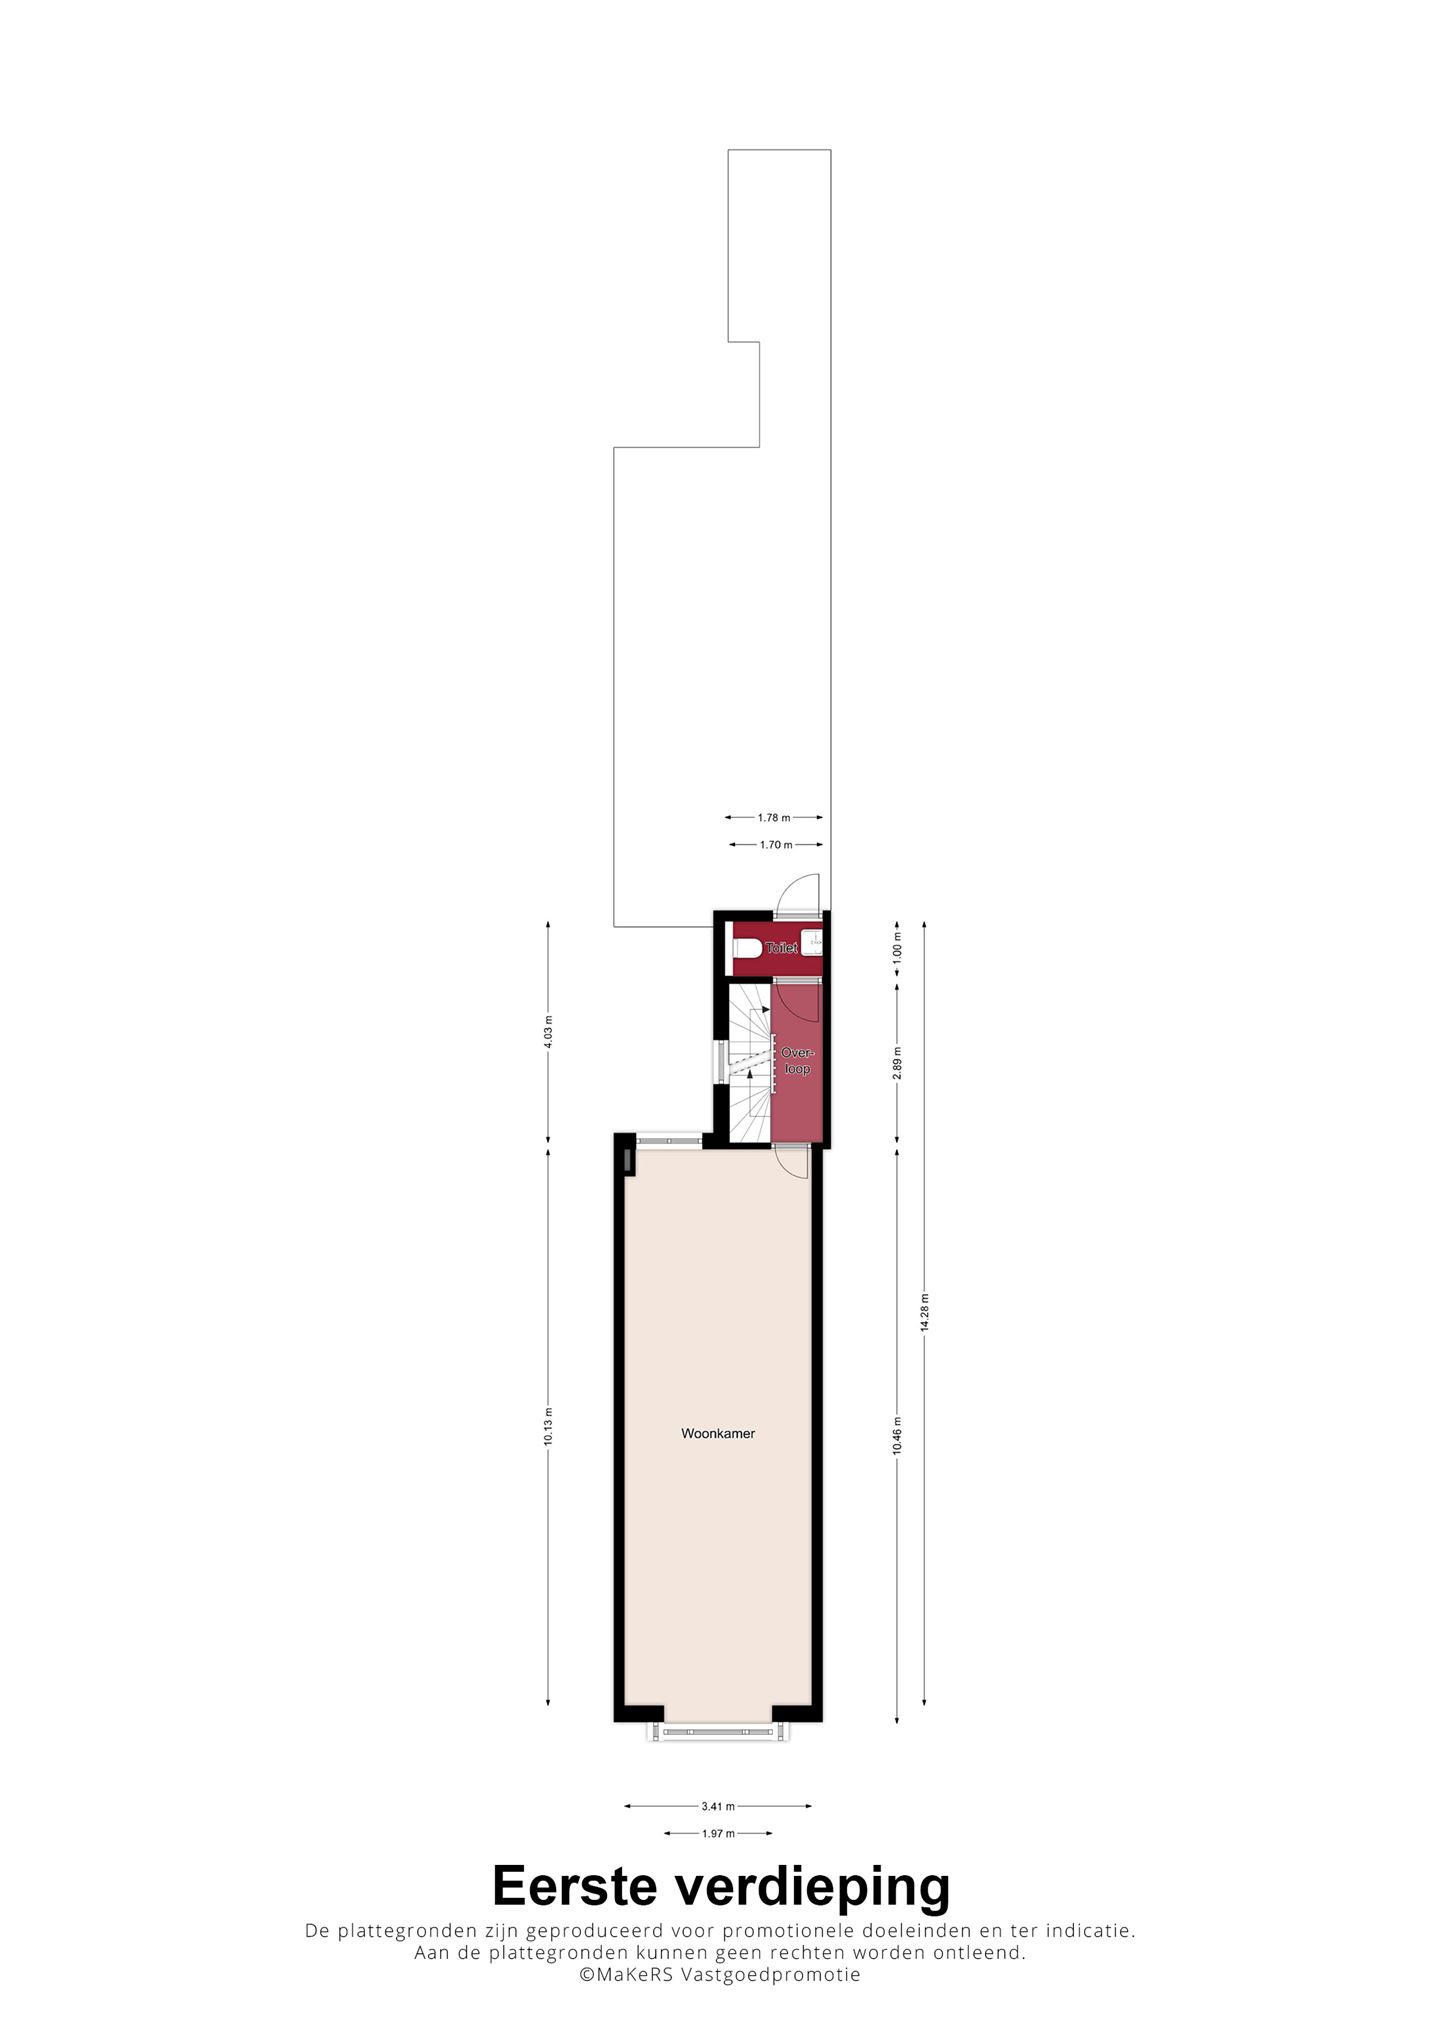 1.78 m
1.70 m
Toilet
1.00 m
4.03 m
Over-
loop
2.89 m
14.28 m
10.13 m
Woonkamer
10.46 m
3.41 m
1.97 m
Eerste verdieping
De plattegronden zijn geproduceerd voor promotionele doeleinden en ter indicatie.
Aan de plattegronden kunnen geen rechten worden ontleend.
©MaKeRS Vastgoedpromotie